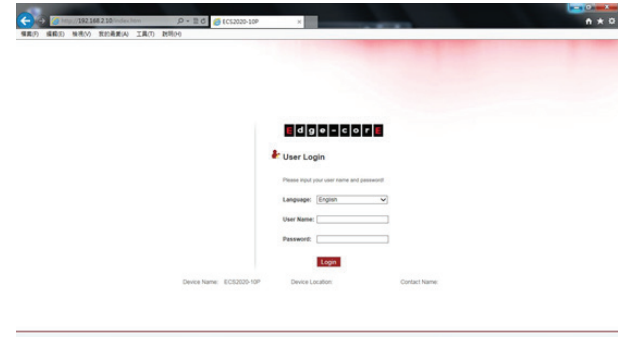 http://192.168.2.10/index.htm
ECS2020-10P
檔案(F) 編輯(E) 檢視(V) 我的最愛(A) 工具(T) 說明(H)
Edge-corE
User Login
Please input your user name and password!
Language: English
User Name:
Password:
Login
Device Name: ECS2020-10P Device Location: Contact Name: